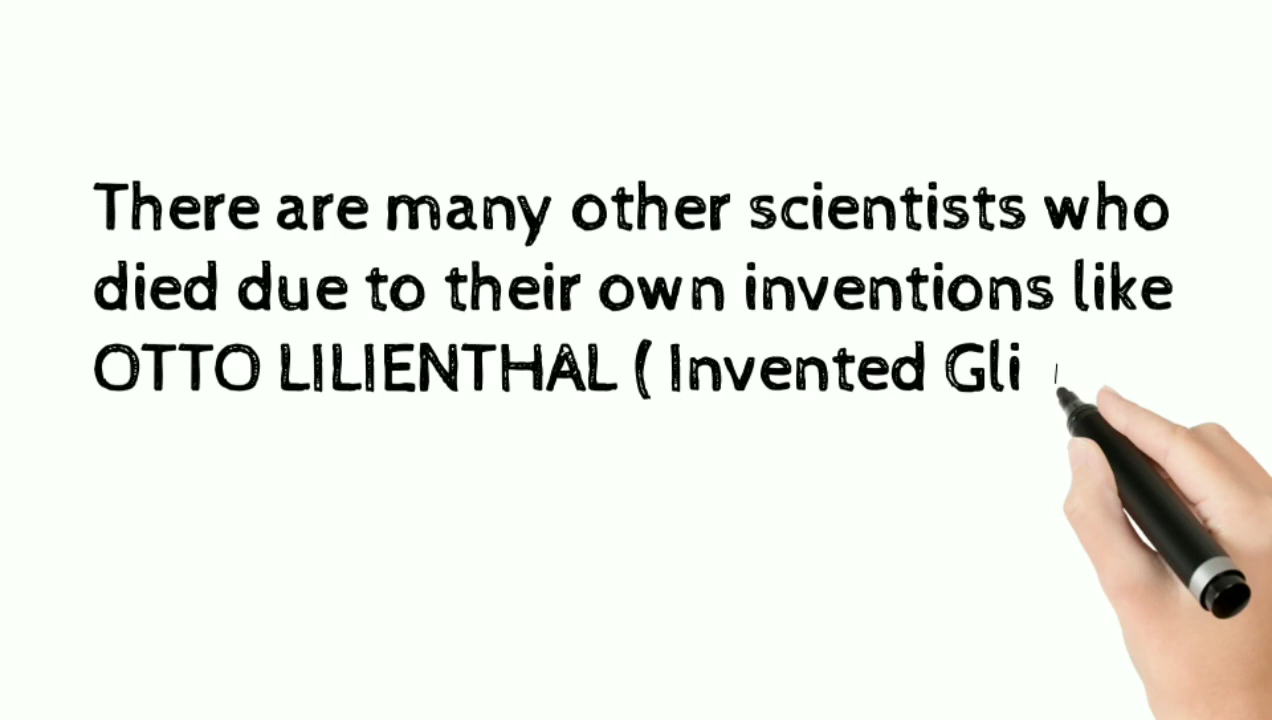 There are many other scientists who
died due to their own inventions like
OTTO LILIENTHAL ( Invented Gli